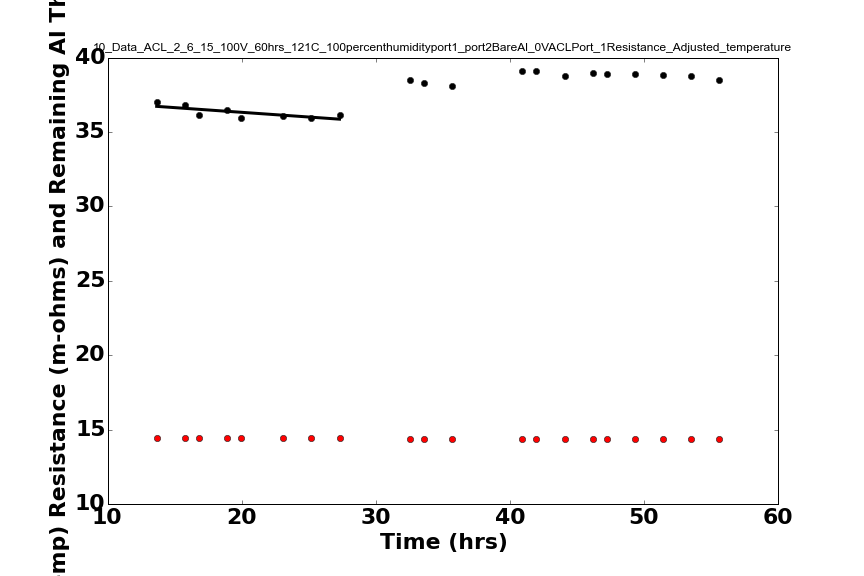 10_Data_ACL_2_6_15_100V_60hrs_121C_100percenthumidityport1_port2BareAl_0VACLPort_1Resistance_Adjusted_temperature
40
35
30
25
20
15
10
10 20 30 40 50 60
Time (hrs)
mp) Resistance (m-ohms) and Remaining Al Th